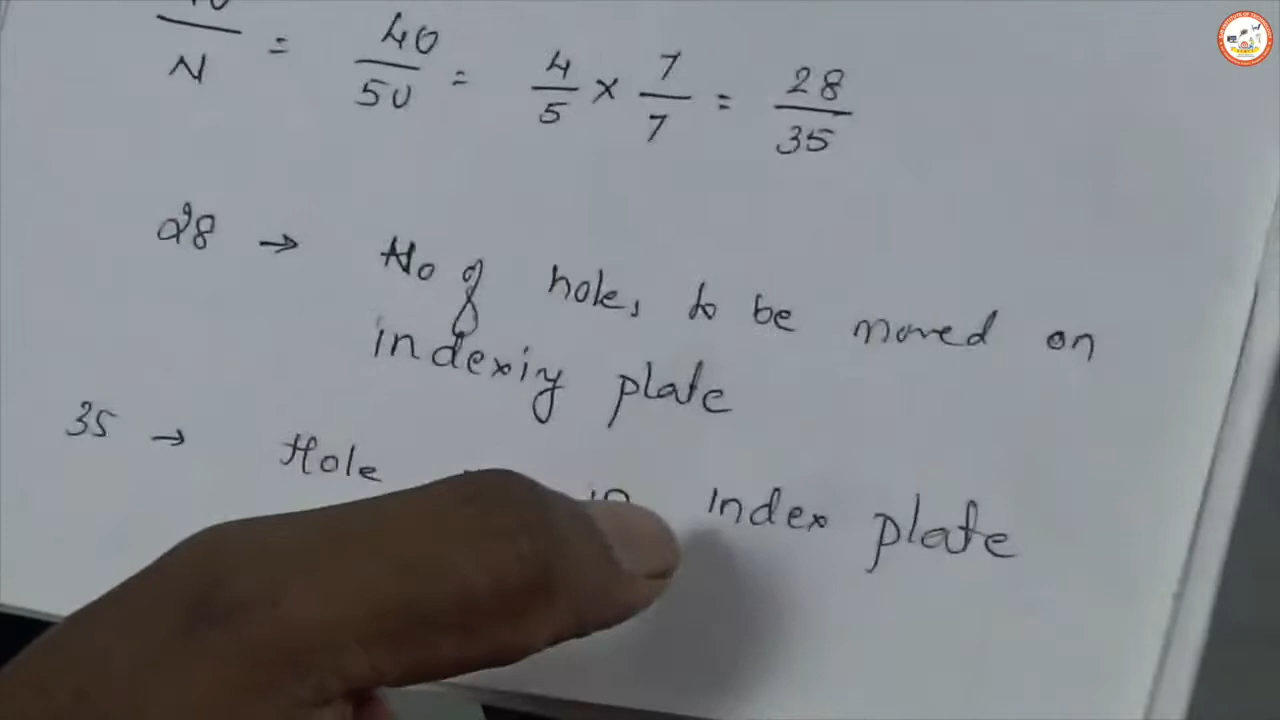 N = 40/50 = 4/5 × 7/7 = 28/35
28 → No of holes to be moved on
indexing plate
35 → Hole in index plate